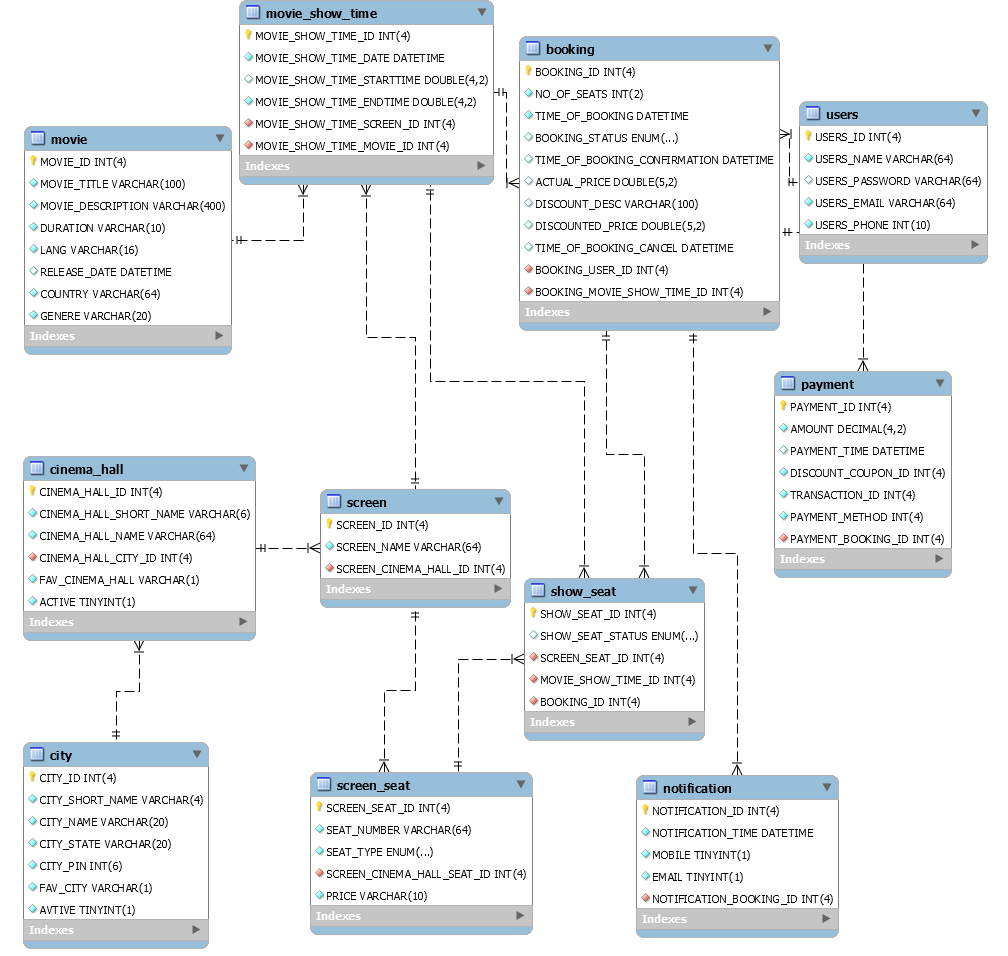 movie_show_time
MOVIE_SHOW_TIME_ID INT(4)
MOVIE_SHOW_TIME_DATE DATETIME
MOVIE_SHOW_TIME_STARTTIME DOUBLE(4,2)
MOVIE_SHOW_TIME_ENDTIME DOUBLE(4,2)
MOVIE_SHOW_TIME_SCREEN_ID INT(4)
MOVIE_SHOW_TIME_MOVIE_ID INT(4)
Indexes
booking
BOOKING_ID INT(4)
NO_OF_SEATS INT(2)
TIME_OF_BOOKING DATETIME
BOOKING_STATUS ENUM(...)
TIME_OF_BOOKING_CONFIRMATION DATETIME
ACTUAL_PRICE DOUBLE(5,2)
DISCOUNT_DESC VARCHAR(100)
DISCOUNTED_PRICE DOUBLE(5,2)
TIME_OF_BOOKING_CANCEL DATETIME
BOOKING_USER_ID INT(4)
BOOKING_MOVIE_SHOW_TIME_ID INT(4)
Indexes
users
USERS_ID INT(4)
USERS_NAME VARCHAR(64)
USERS_PASSWORD VARCHAR(64)
USERS_EMAIL VARCHAR(64)
USERS_PHONE INT(10)
Indexes
movie
MOVIE_ID INT(4)
MOVIE_TITLE VARCHAR(100)
MOVIE_DESCRIPTION VARCHAR(400)
DURATION VARCHAR(10)
LANG VARCHAR(16)
RELEASE_DATE DATETIME
COUNTRY VARCHAR(64)
GENERE VARCHAR(20)
Indexes
payment
PAYMENT_ID INT(4)
AMOUNT DECIMAL(4,2)
PAYMENT_TIME DATETIME
DISCOUNT_COUPON_ID INT(4)
TRANSACTION_ID INT(4)
PAYMENT_METHOD INT(4)
PAYMENT_BOOKING_ID INT(4)
Indexes
cinema_hall
CINEMA_HALL_ID INT(4)
CINEMA_HALL_SHORT_NAME VARCHAR(6)
CINEMA_HALL_NAME VARCHAR(64)
CINEMA_HALL_CITY_ID INT(4)
FAV_CINEMA_HALL VARCHAR(1)
ACTIVE TINYINT(1)
Indexes
screen
SCREEN_ID INT(4)
SCREEN_NAME VARCHAR(64)
SCREEN_CINEMA_HALL_ID INT(4)
Indexes
show_seat
SHOW_SEAT_ID INT(4)
SHOW_SEAT_STATUS ENUM(...)
SCREEN_SEAT_ID INT(4)
MOVIE_SHOW_TIME_ID INT(4)
BOOKING_ID INT(4)
Indexes
city
CITY_ID INT(4)
CITY_SHORT_NAME VARCHAR(4)
CITY_NAME VARCHAR(20)
CITY_STATE VARCHAR(20)
CITY_PIN INT(6)
FAV_CITY VARCHAR(1)
AVTIVE TINYINT(1)
Indexes
screen_seat
SCREEN_SEAT_ID INT(4)
SEAT_NUMBER VARCHAR(64)
SEAT_TYPE ENUM(...)
SCREEN_CINEMA_HALL_SEAT_ID INT(4)
PRICE VARCHAR(10)
Indexes
notification
NOTIFICATION_ID INT(4)
NOTIFICATION_TIME DATETIME
MOBILE TINYINT(1)
EMAIL TINYINT(1)
NOTIFICATION_BOOKING_ID INT(4)
Indexes